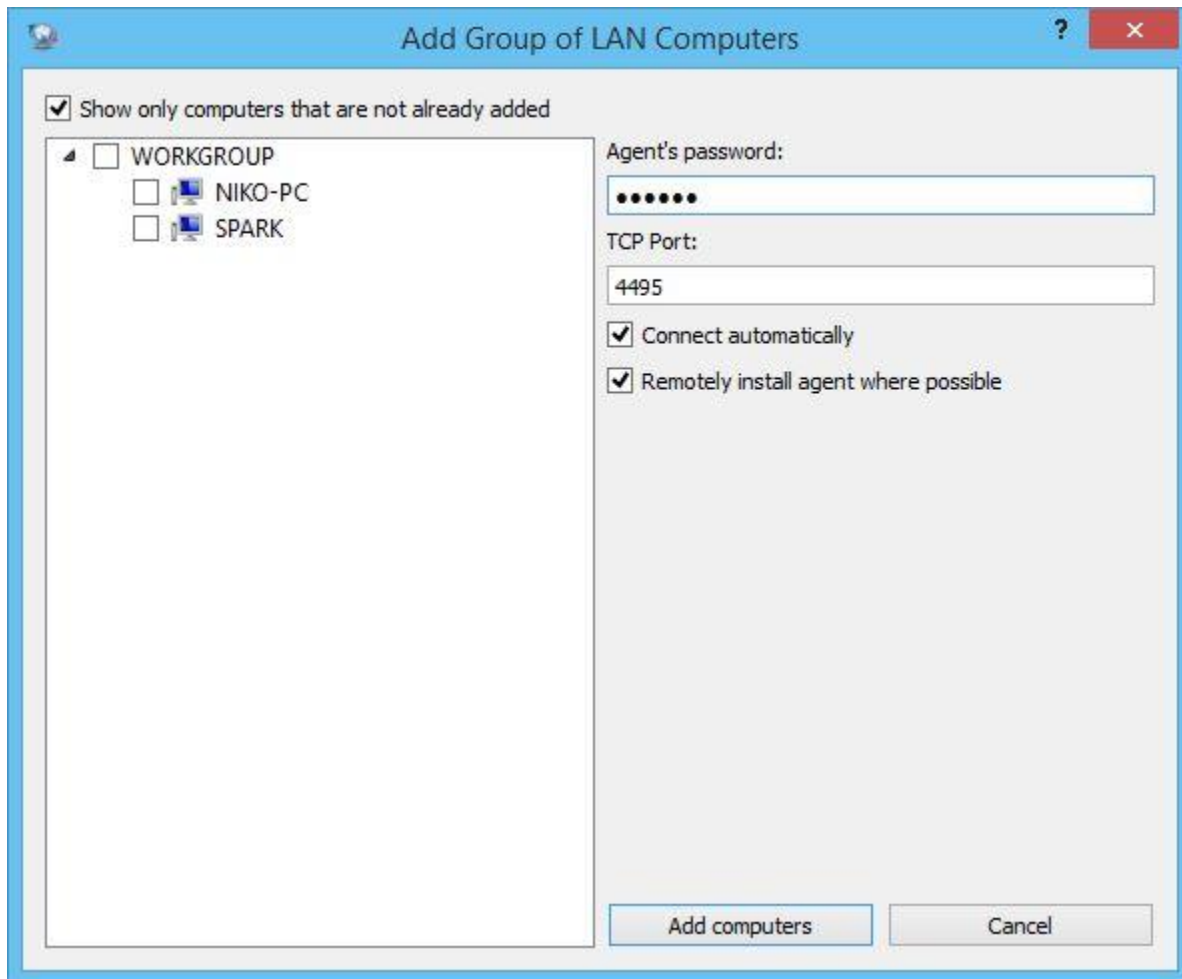 Add Group of LAN Computers
?
Show only computers that are not already added
WORKGROUP
NIKO-PC
SPARK
Agent's password:
••••••
TCP Port:
4495
Connect automatically
Remotely install agent where possible
Add computers
Cancel